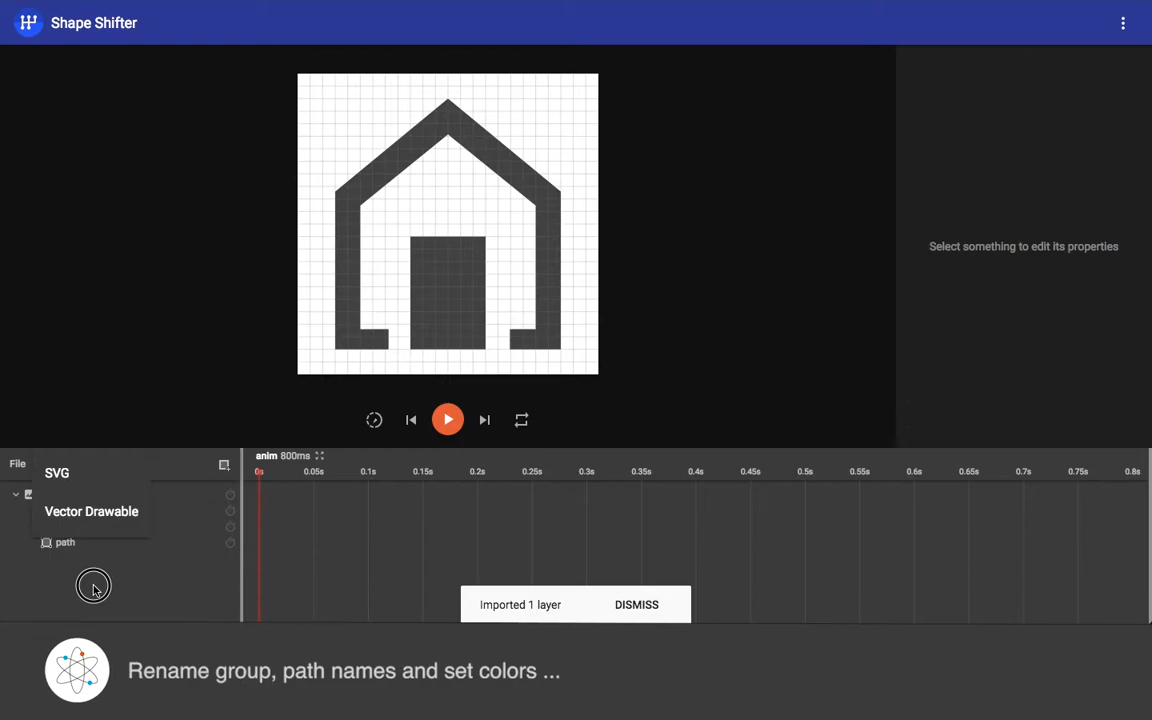 Shape Shifter
Select something to edit its properties
File
anim 800ms
0s 0.05s 0.1s 0.15s 0.2s 0.25s 0.3s 0.35s 0.4s 0.45s 0.5s 0.55s 0.6s 0.65s 0.7s 0.75s 0.8s
SVG
Vector Drawable
path
Imported 1 layer DISMISS
Rename group, path names and set colors ...